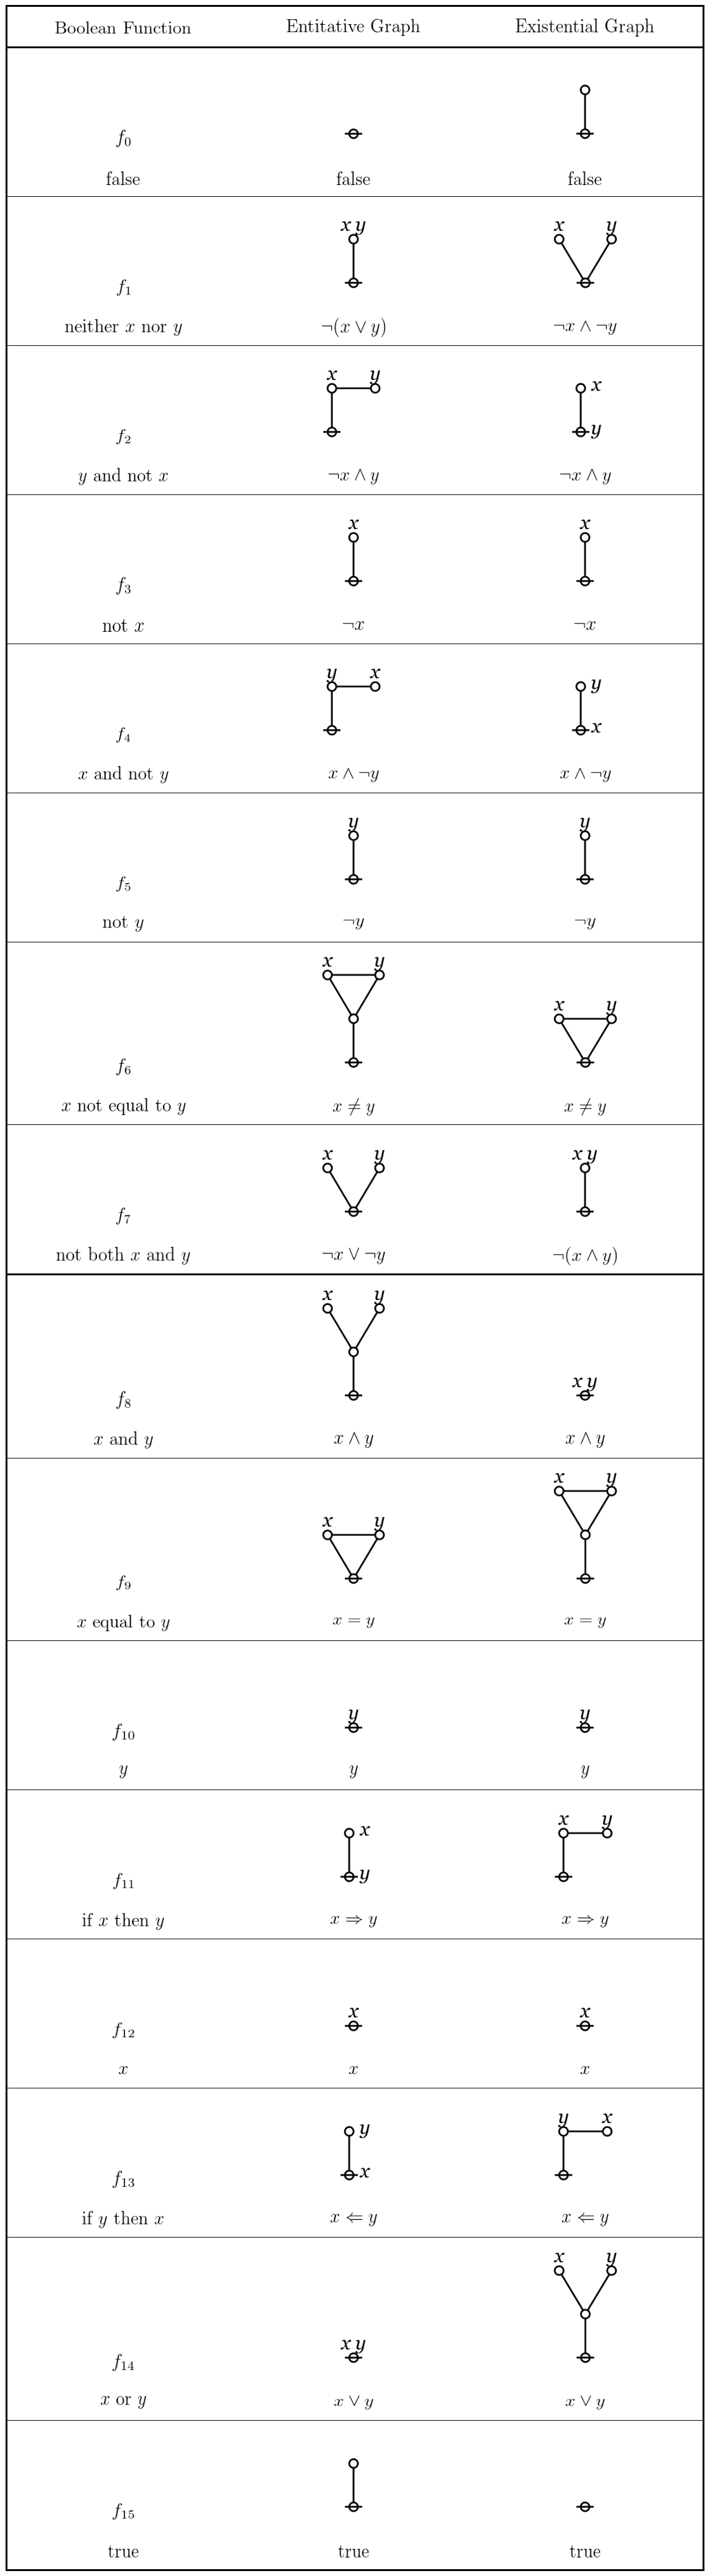 Boolean Function Entitative Graph Existential Graph
f₀
false false false
x y x y
f₁
neither x nor y ¬(x ∨ y) ¬x ∧ ¬y
x y x
f₂ y
y and not x ¬x ∧ y ¬x ∧ y
x x
f₃
not x ¬x ¬x
y x y
f₄ x
x and not y x ∧ ¬y x ∧ ¬y
y y
f₅
not y ¬y ¬y
x y x y
f₆
x not equal to y x ≠ y x ≠ y
x y x y
f₇
not both x and y ¬x ∨ ¬y ¬(x ∧ y)
x y
f₈ x y
x and y x ∧ y x ∧ y
x y x y
f₉
x equal to y x = y x = y
y y
f₁₀
y y y
x x y
f₁₁ y
if x then y x ⇒ y x ⇒ y
x x
f₁₂
x x x
y y x
f₁₃ x
if y then x x ⇐ y x ⇐ y
x y
f₁₄ x y
x or y x ∨ y x ∨ y
f₁₅
true true true